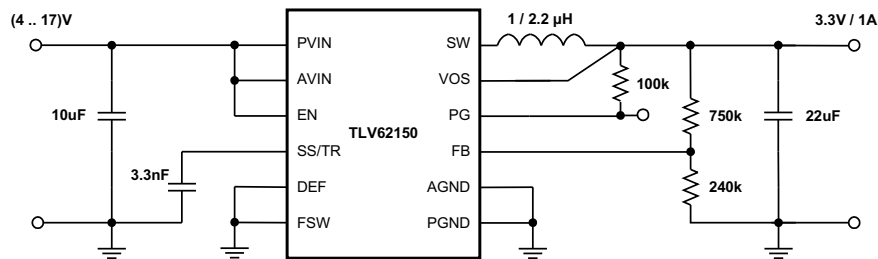 (4 .. 17)V
1 / 2.2 µH
3.3V / 1A
PVIN
SW
AVIN
VOS
100k
10uF
EN
PG
750k
22uF
TLV62150
SS/TR
FB
3.3nF
DEF
AGND
240k
FSW
PGND